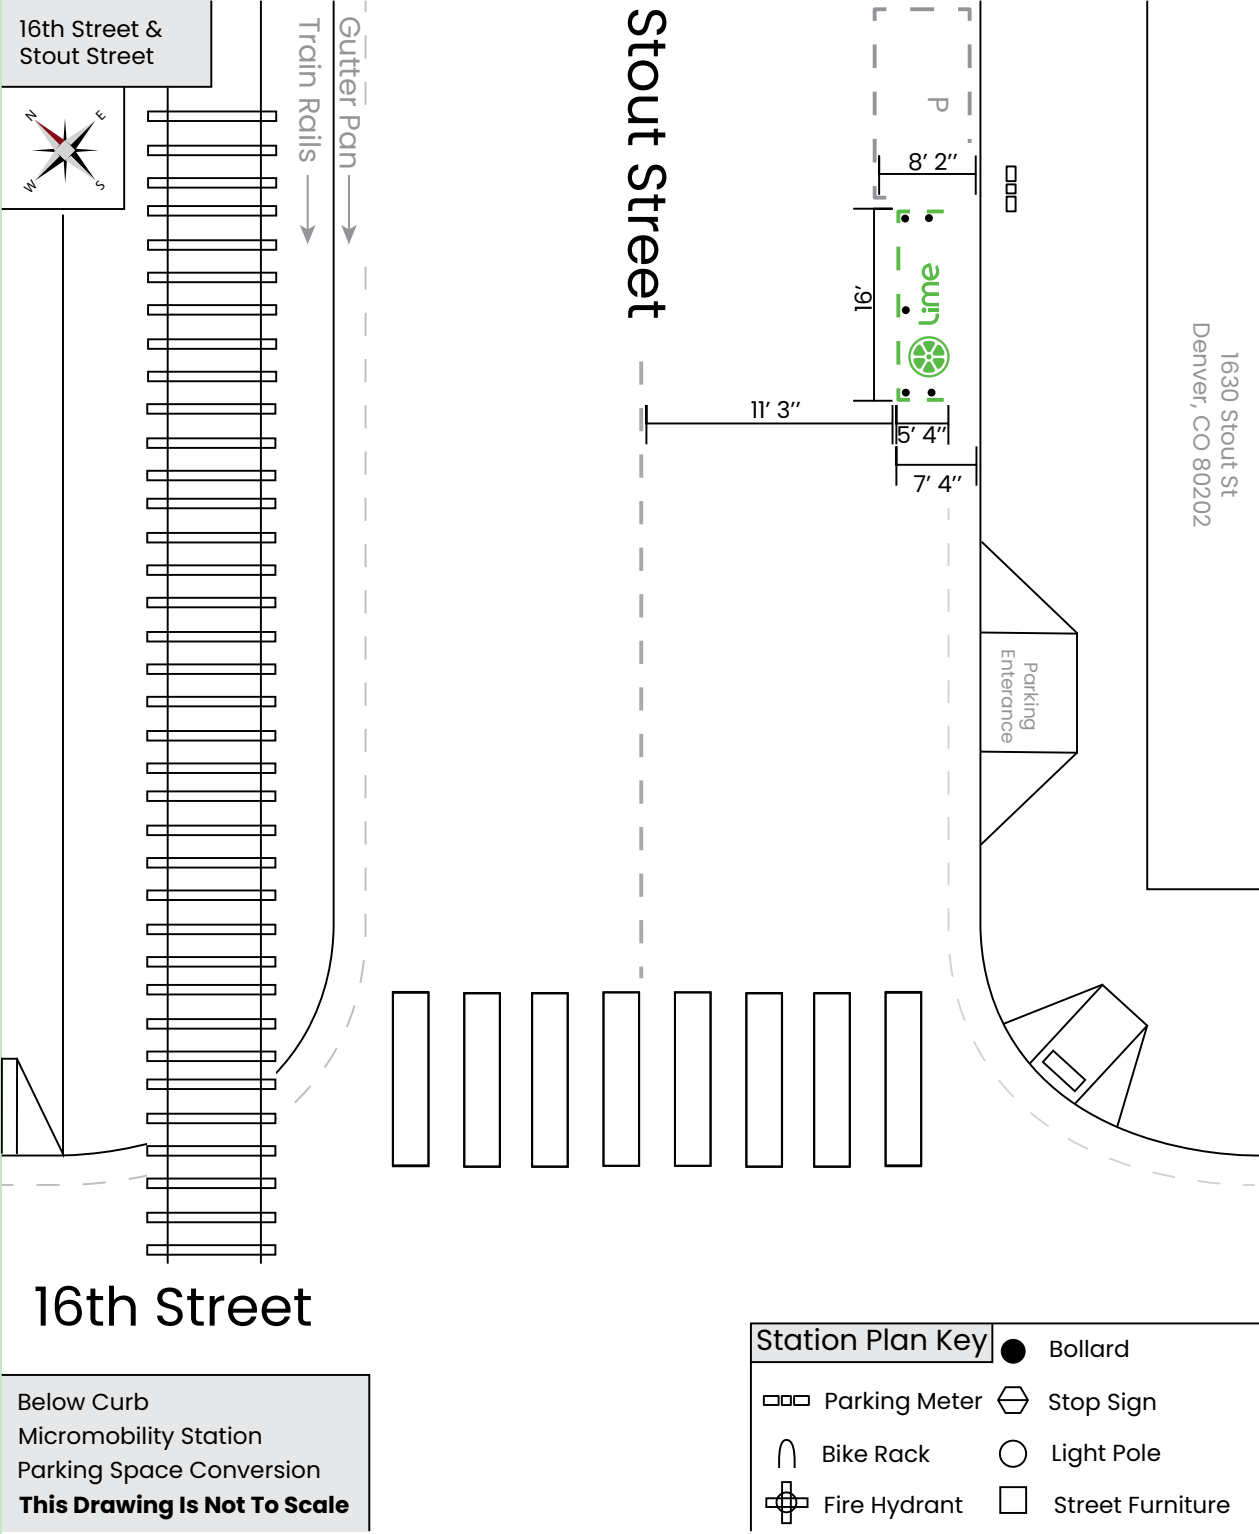 16th Street &
Stout Street
N
E
W
S
Train Rails
Gutter Pan
Stout Street
P
8' 2''
16'
Lime
11' 3''
5' 4''
7' 4''
1630 Stout St
Denver, CO 80202
Parking
Enterance
16th Street
Below Curb
Micromobility Station
Parking Space Conversion
This Drawing Is Not To Scale
Station Plan Key
Bollard
Parking Meter
Stop Sign
Bike Rack
Light Pole
Fire Hydrant
Street Furniture